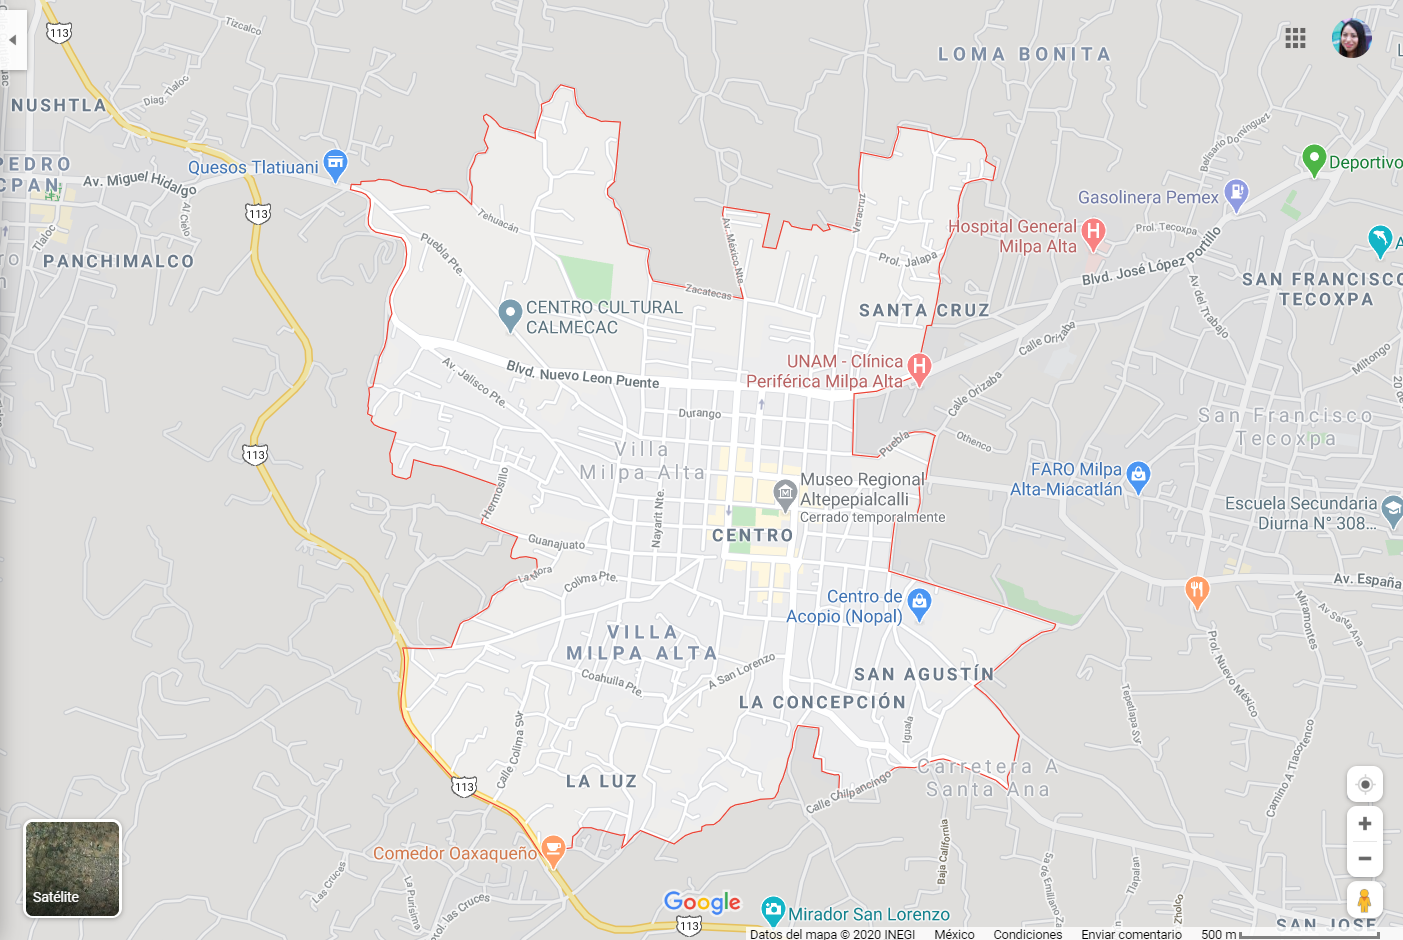 113
Tizcalco
LOMA BONITA
NUSHTLA
Diag. Tlatilco
Belisario Domínguez
PEDRO
CPAN
Quesos Tlatiuani
Deportivo
Av. Miguel Hidalgo
Al Cielo
113
113
Tlaloc
PANCHIMALCO
Tehuacán
Puebla Pte.
Av. México Nte.
Veracruz
Gasolinera Pemex
Hospital General
Milpa Alta
Prol. Tecoxpa
Prol. Jalapa
Blvd. José López Portillo
SAN FRANCISCO
TECOXPA
Av del Trabajo
Zacatecas
CENTRO CULTURAL
CALMECAC
SANTA CRUZ
Calle Orizaba
Miltongo
Av. Jalisco Pte.
Blvd. Nuevo Leon Puente
UNAM - Clínica
Periférica Milpa Alta
Calle Orizaba
Durango
Puebla
Othenco
San Francisco
Tecoxpa
Villa
Milpa Alta
113
Hermosillo
Nayarit Nte.
Museo Regional
Altepepialcalli
Cerrado temporalmente
FARO Milpa
Alta-Miacatlán
Escuela Secundaria
Diurna N° 308...
CENTRO
Guanajuato
La Mora
Colima Pte.
Av. España
Centro de
Acopio (Nopal)
Miramontes
Av Santa Ana
VILLA
MILPA ALTA
A San Lorenzo
Coahuila Pte.
SAN AGUSTÍN
LA CONCEPCIÓN
Prol. Nuevo México
Tepetlapa Sur
Iguala
Calle Colima Sur
LA LUZ
113
Carretera A
Santa Ana
Calle Chilpancingo
Camino A Tlacotenco
Baja California
Comedor Oaxaqueño
Las Cruces
La Purísima
las Cruces
Satélite
Tlapaluar
Zholco
Google
Mirador San Lorenzo
SAN JOSE
113
Datos del mapa © 2020 INEGI
México
Condiciones
Enviar comentario
500 m